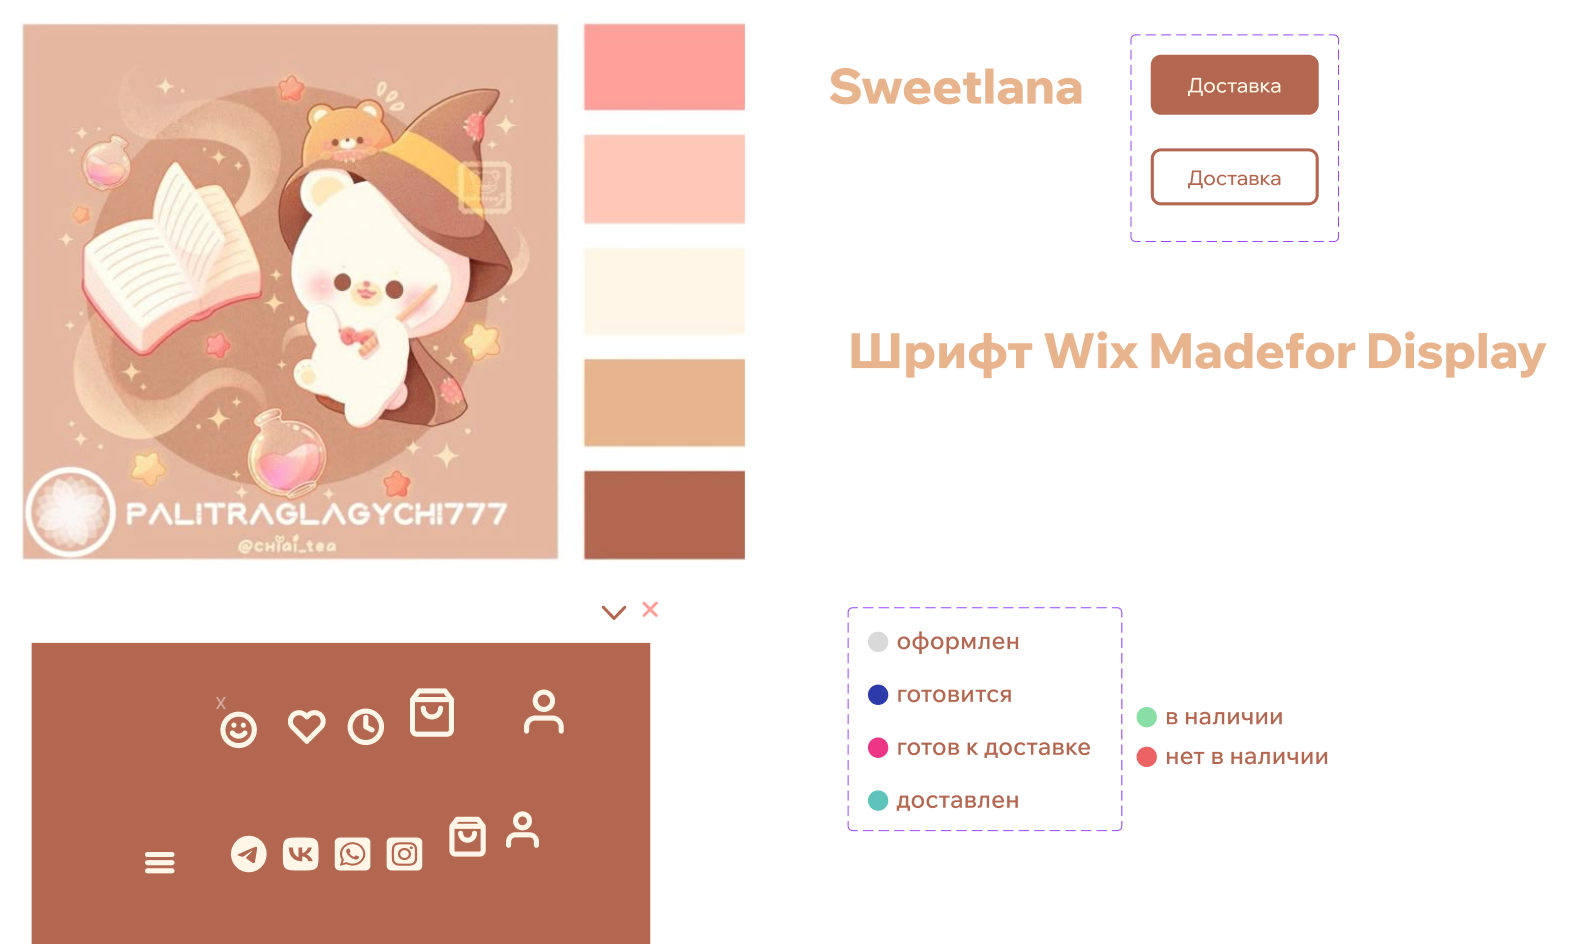 PALITRAGLAGYCHI777
@chiai_tea
Sweetlana
Доставка
Доставка
Шрифт Wix Madefor Display
x
оформлен
готовится
готов к доставке
доставлен
в наличии
нет в наличии